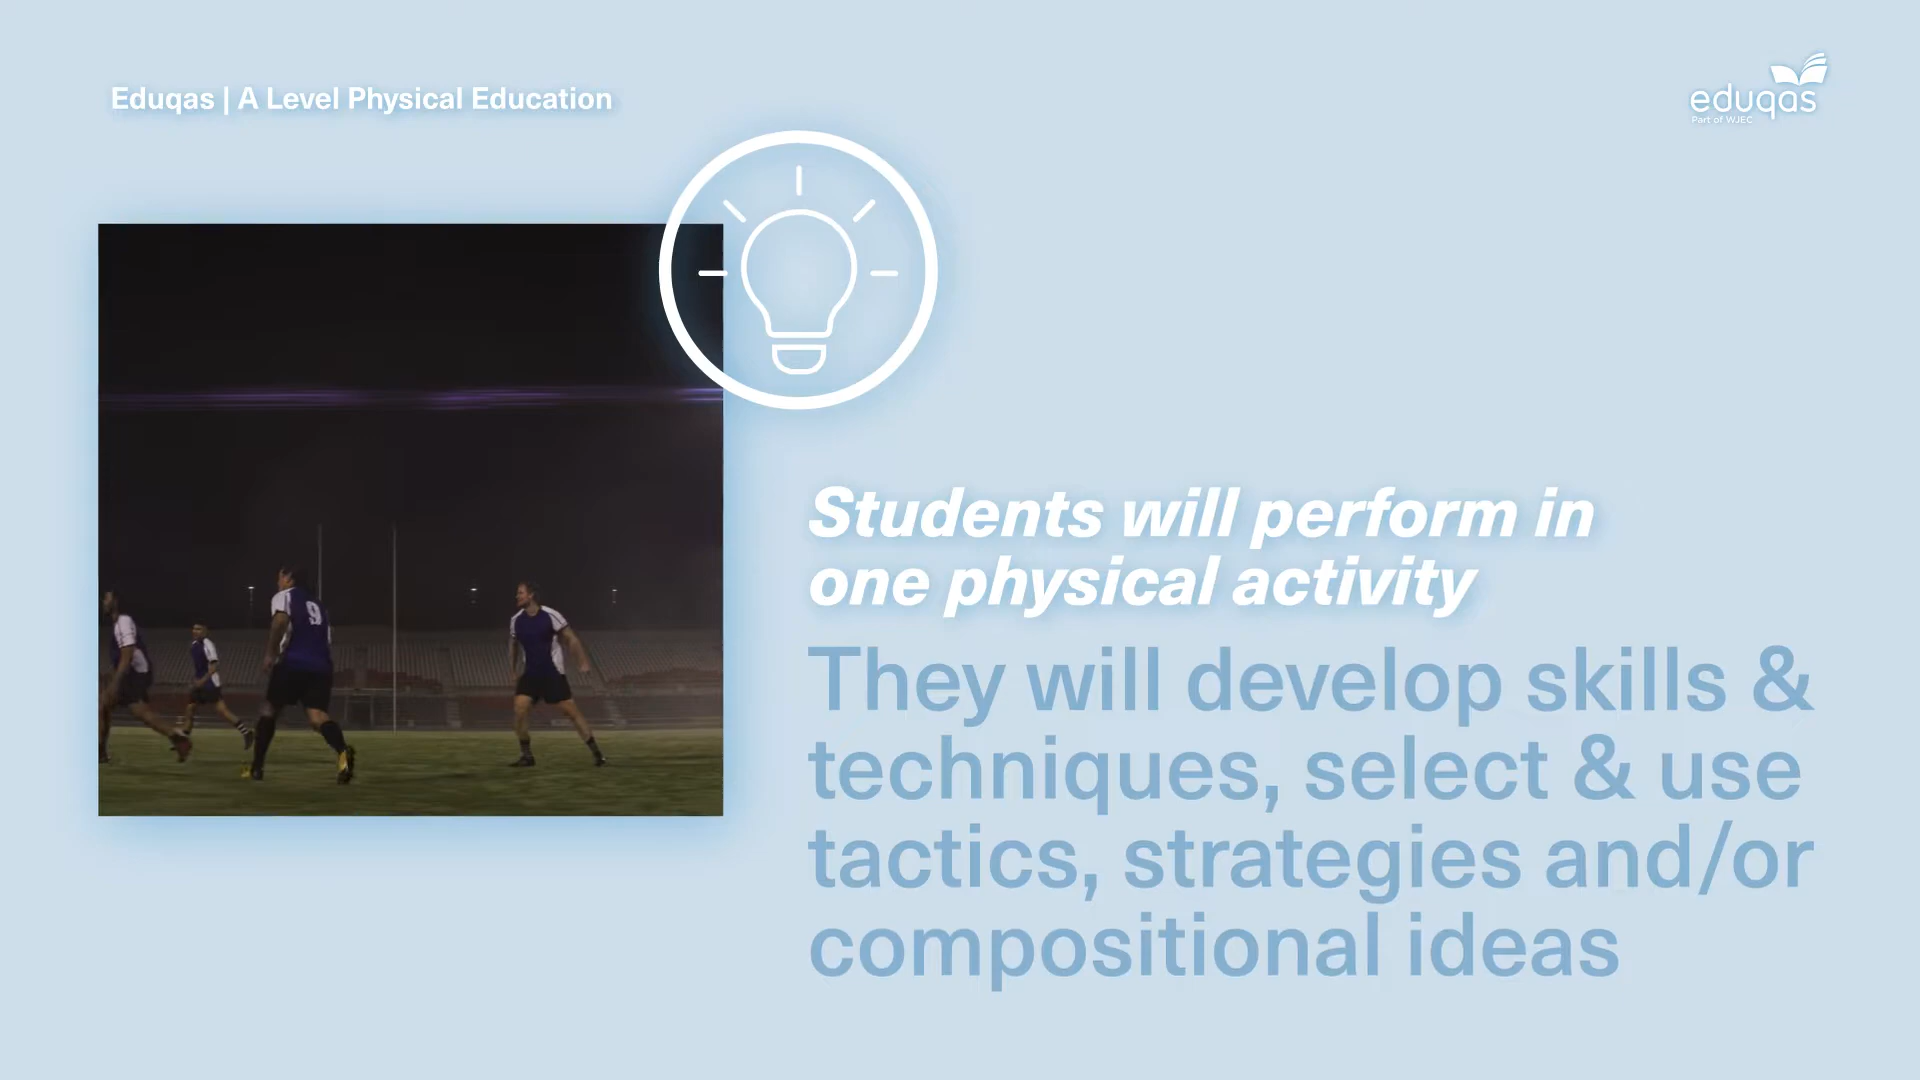 Eduqas | A Level Physical Education
eduqas
Part of WJEC
9
Students will perform in
one physical activity
They will develop skills &
techniques, select & use
tactics, strategies and/or
compositional ideas